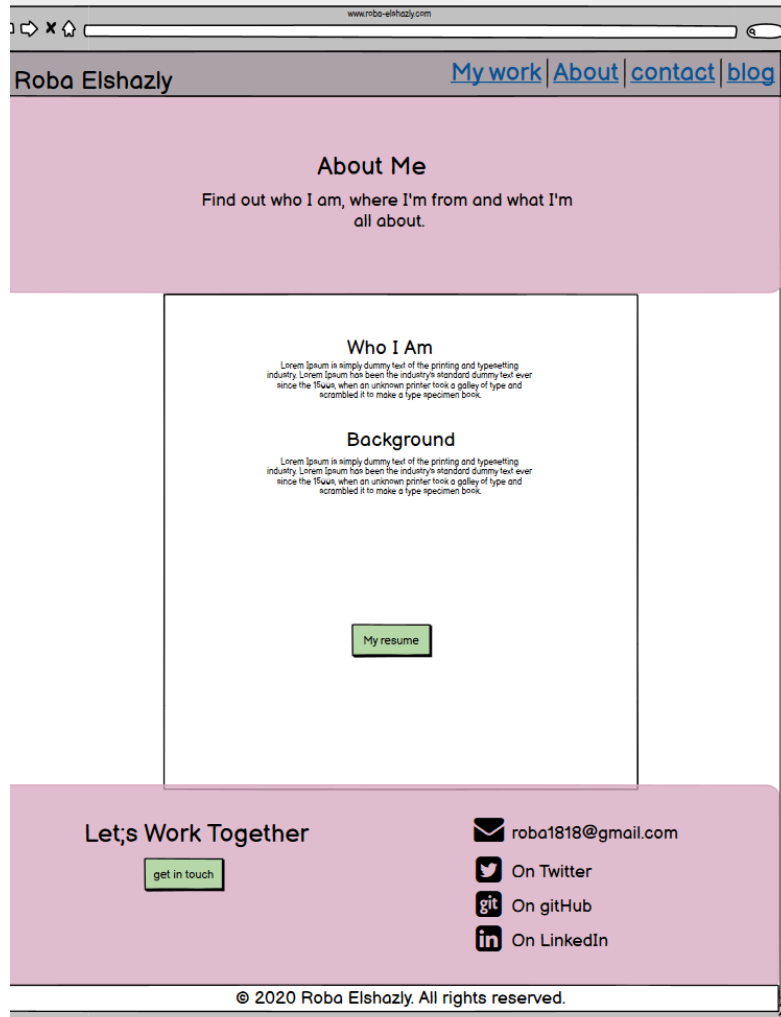 www.roba-elshazly.com
Roba Elshazly
My work About contact blog
About Me
Find out who I am, where I'm from and what I'm
all about.
Who I Am
Lorem Ipsum is simply dummy text of the printing and typesetting
industry. Lorem Ipsum has been the industry's standard dummy text ever
since the 1500s, when an unknown printer took a galley of type and
scrambled it to make a type specimen book.
Background
Lorem Ipsum is simply dummy text of the printing and typesetting
industry. Lorem Ipsum has been the industry's standard dummy text ever
since the 1500s, when an unknown printer took a galley of type and
scrambled it to make a type specimen book.
My resume
Let;s Work Together
get in touch
roba1818@gmail.com
On Twitter
git On gitHub
in On LinkedIn
© 2020 Roba Elshazly. All rights reserved.